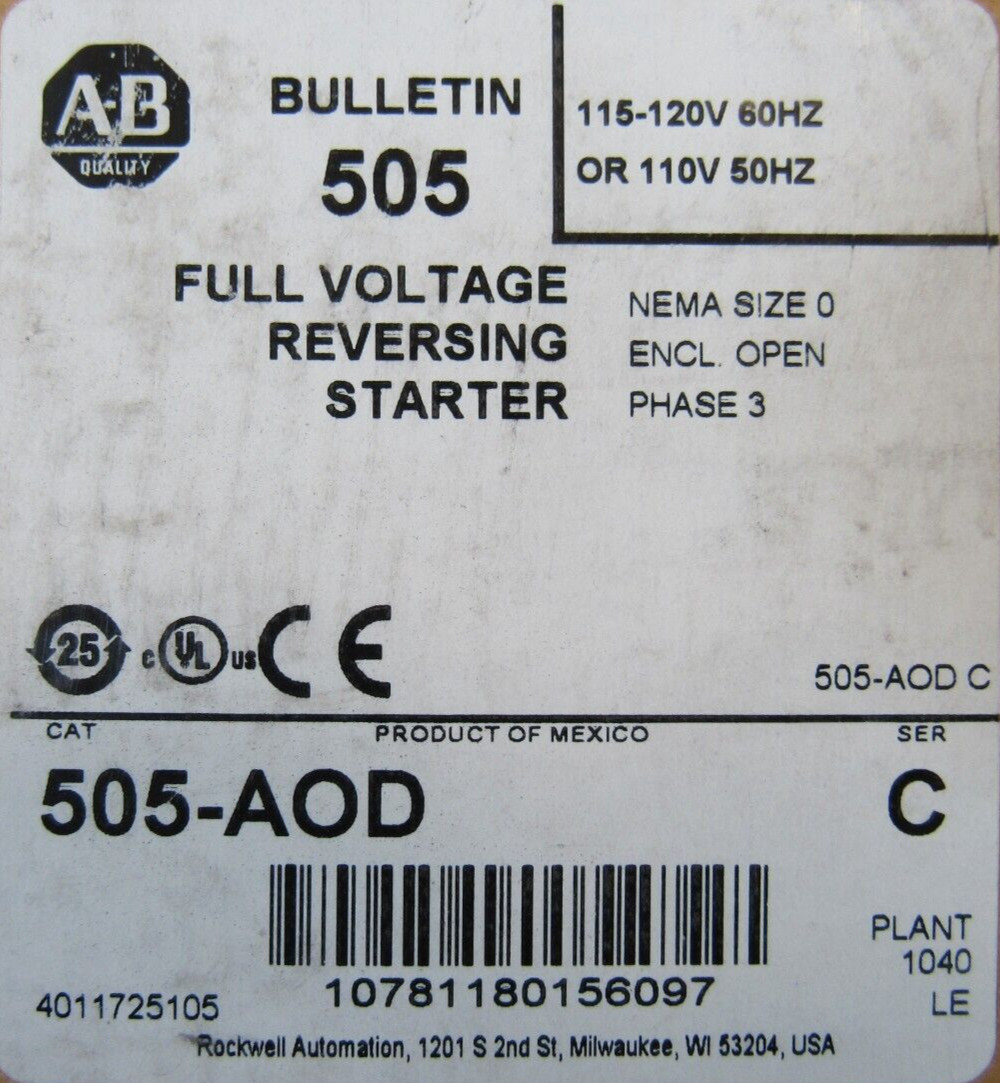 A-B
QUALITY
BULLETIN
505
115-120V 60HZ
OR 110V 50HZ
FULL VOLTAGE
REVERSING
STARTER
NEMA SIZE 0
ENCL. OPEN
PHASE 3
25
c UL US CE
505-AOD C
CAT
PRODUCT OF MEXICO
SER
505-AOD
C
10781180156097
PLANT
1040
LE
4011725105
Rockwell Automation, 1201 S 2nd St, Milwaukee, WI 53204, USA